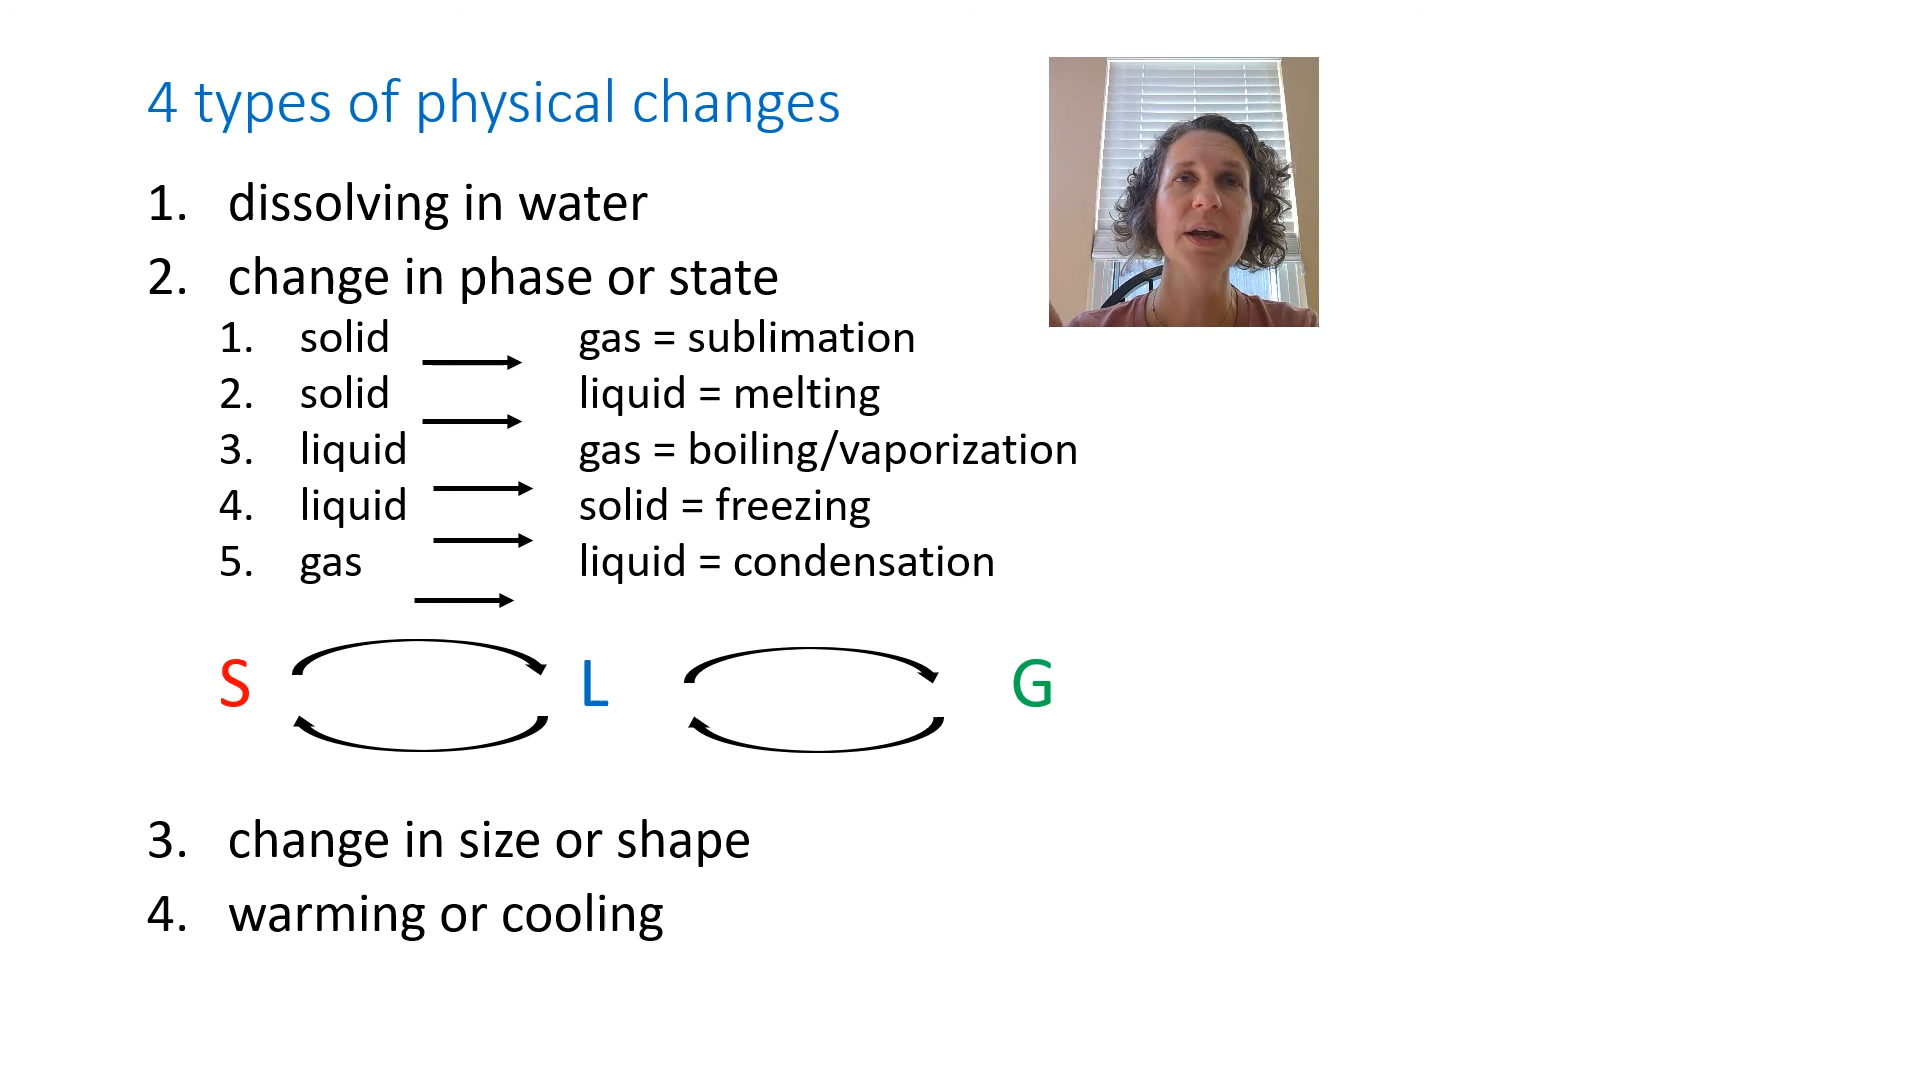 4 types of physical changes
1. dissolving in water
2. change in phase or state
1. solid gas = sublimation
2. solid liquid = melting
3. liquid gas = boiling/vaporization
4. liquid solid = freezing
5. gas liquid = condensation
S L G
3. change in size or shape
4. warming or cooling